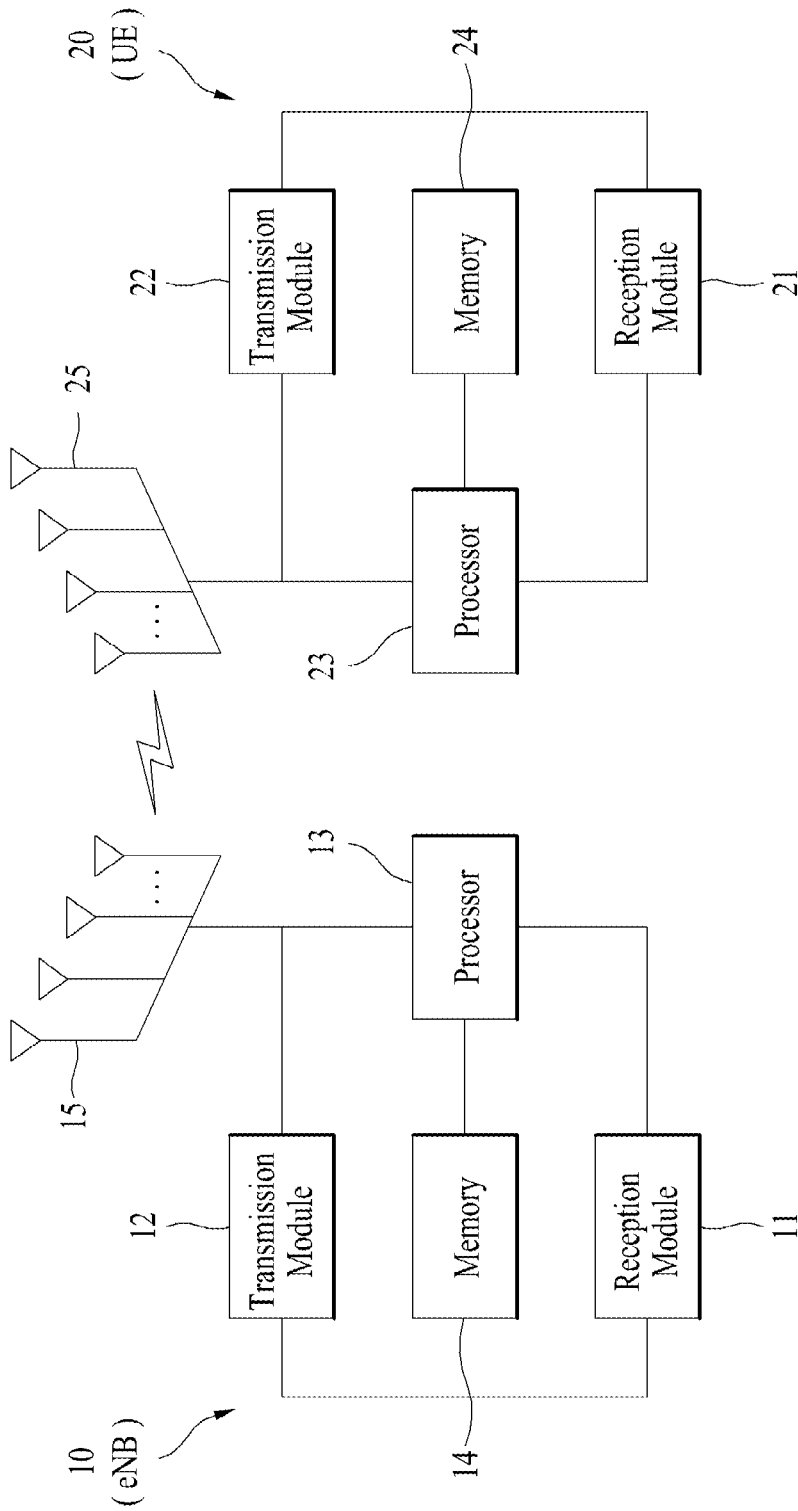 10
( eNB )
15
12
Transmission
Module
13
14
Memory
Processor
Reception
Module
11
20
( UE )
25
22
Transmission
Module
23
Processor
Memory
24
Reception
Module
21
. . .
. . .